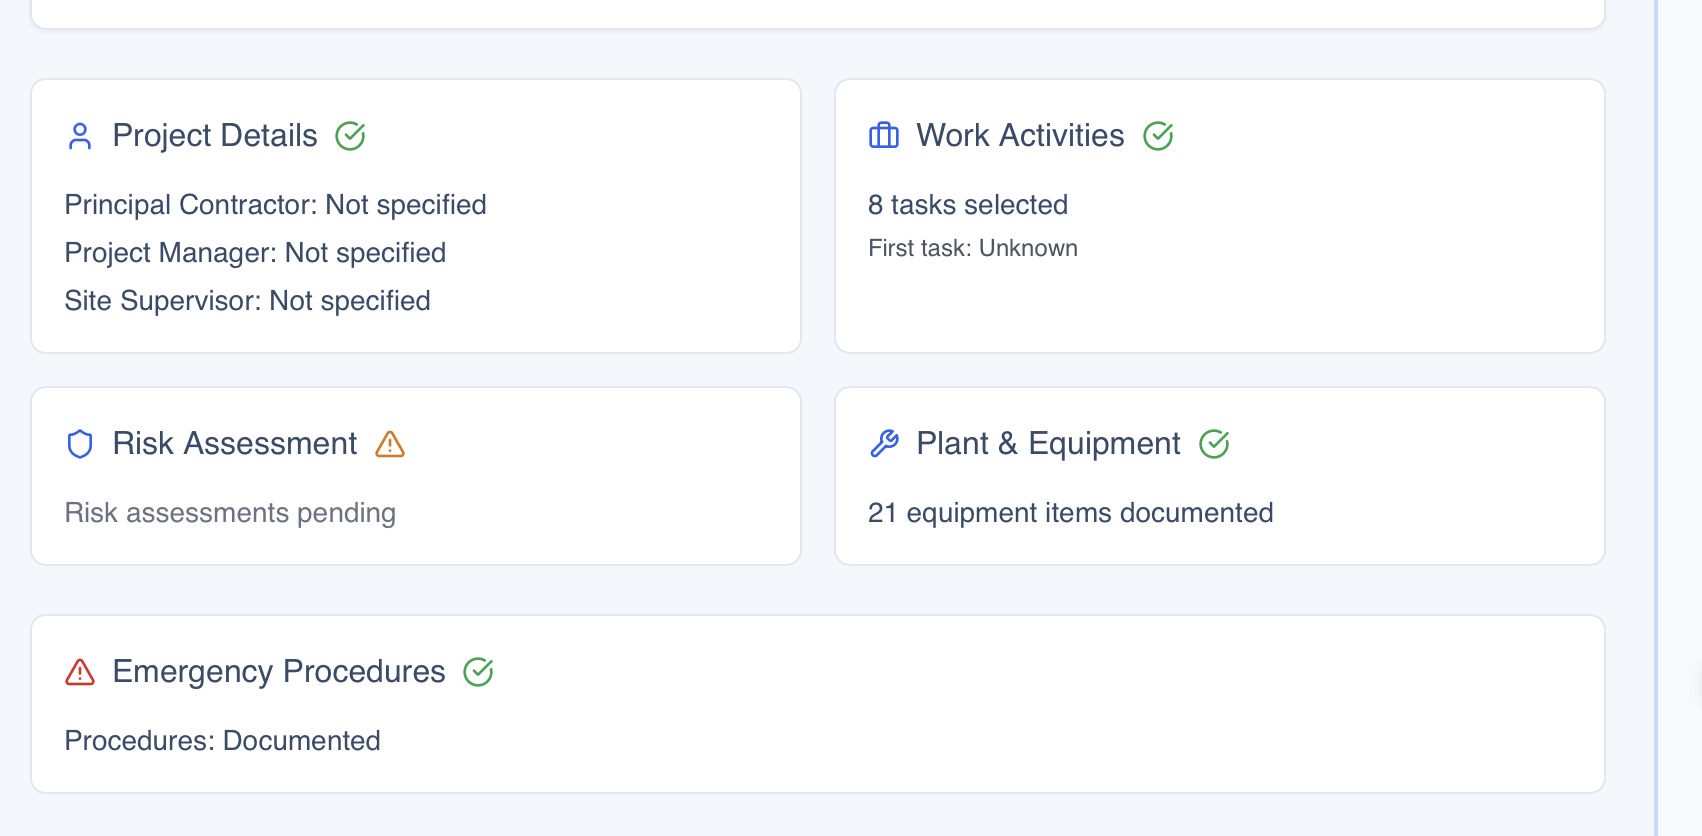 Project Details
Principal Contractor: Not specified
Project Manager: Not specified
Site Supervisor: Not specified
Work Activities
8 tasks selected
First task: Unknown
Risk Assessment
Risk assessments pending
Plant & Equipment
21 equipment items documented
Emergency Procedures
Procedures: Documented